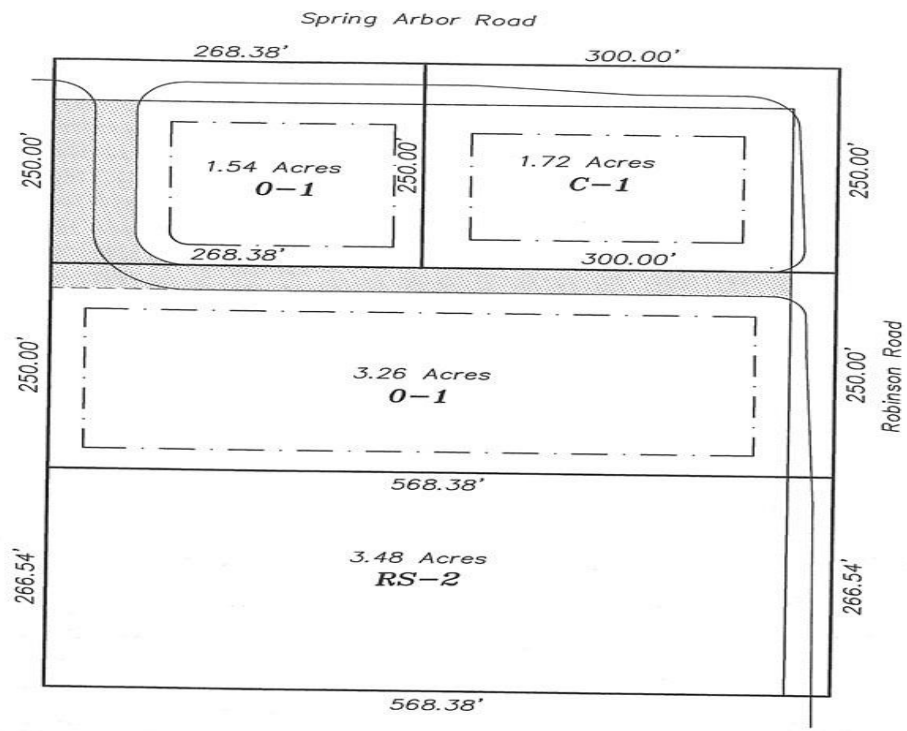 Spring Arbor Road
268.38'
300.00'
250.00'
1.54 Acres
O-1
250.00'
1.72 Acres
C-1
250.00'
268.38'
300.00'
250.00'
3.26 Acres
O-1
250.00'
Robinson Road
568.38'
266.54'
3.48 Acres
RS-2
266.54'
568.38'